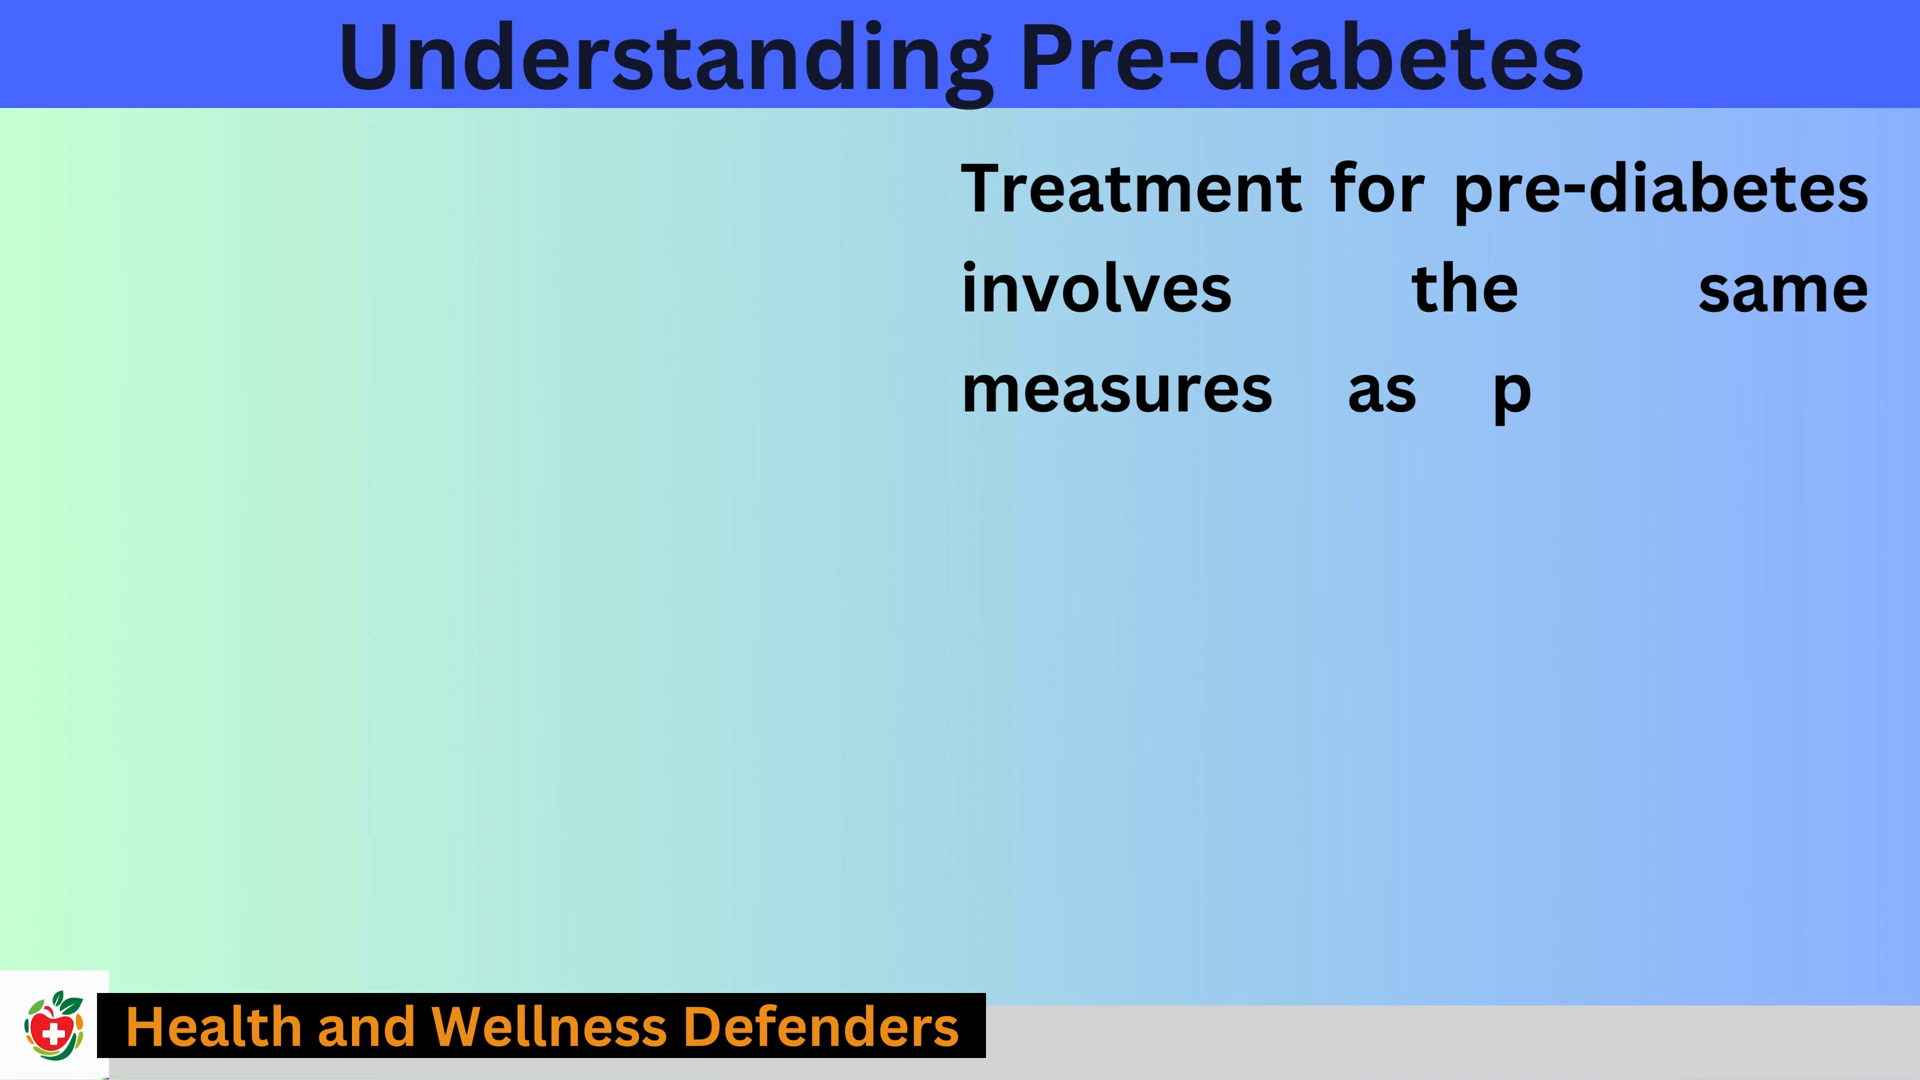 Understanding Pre-diabetes
Treatment for pre-diabetes
involves the same
measures as p
Health and Wellness Defenders